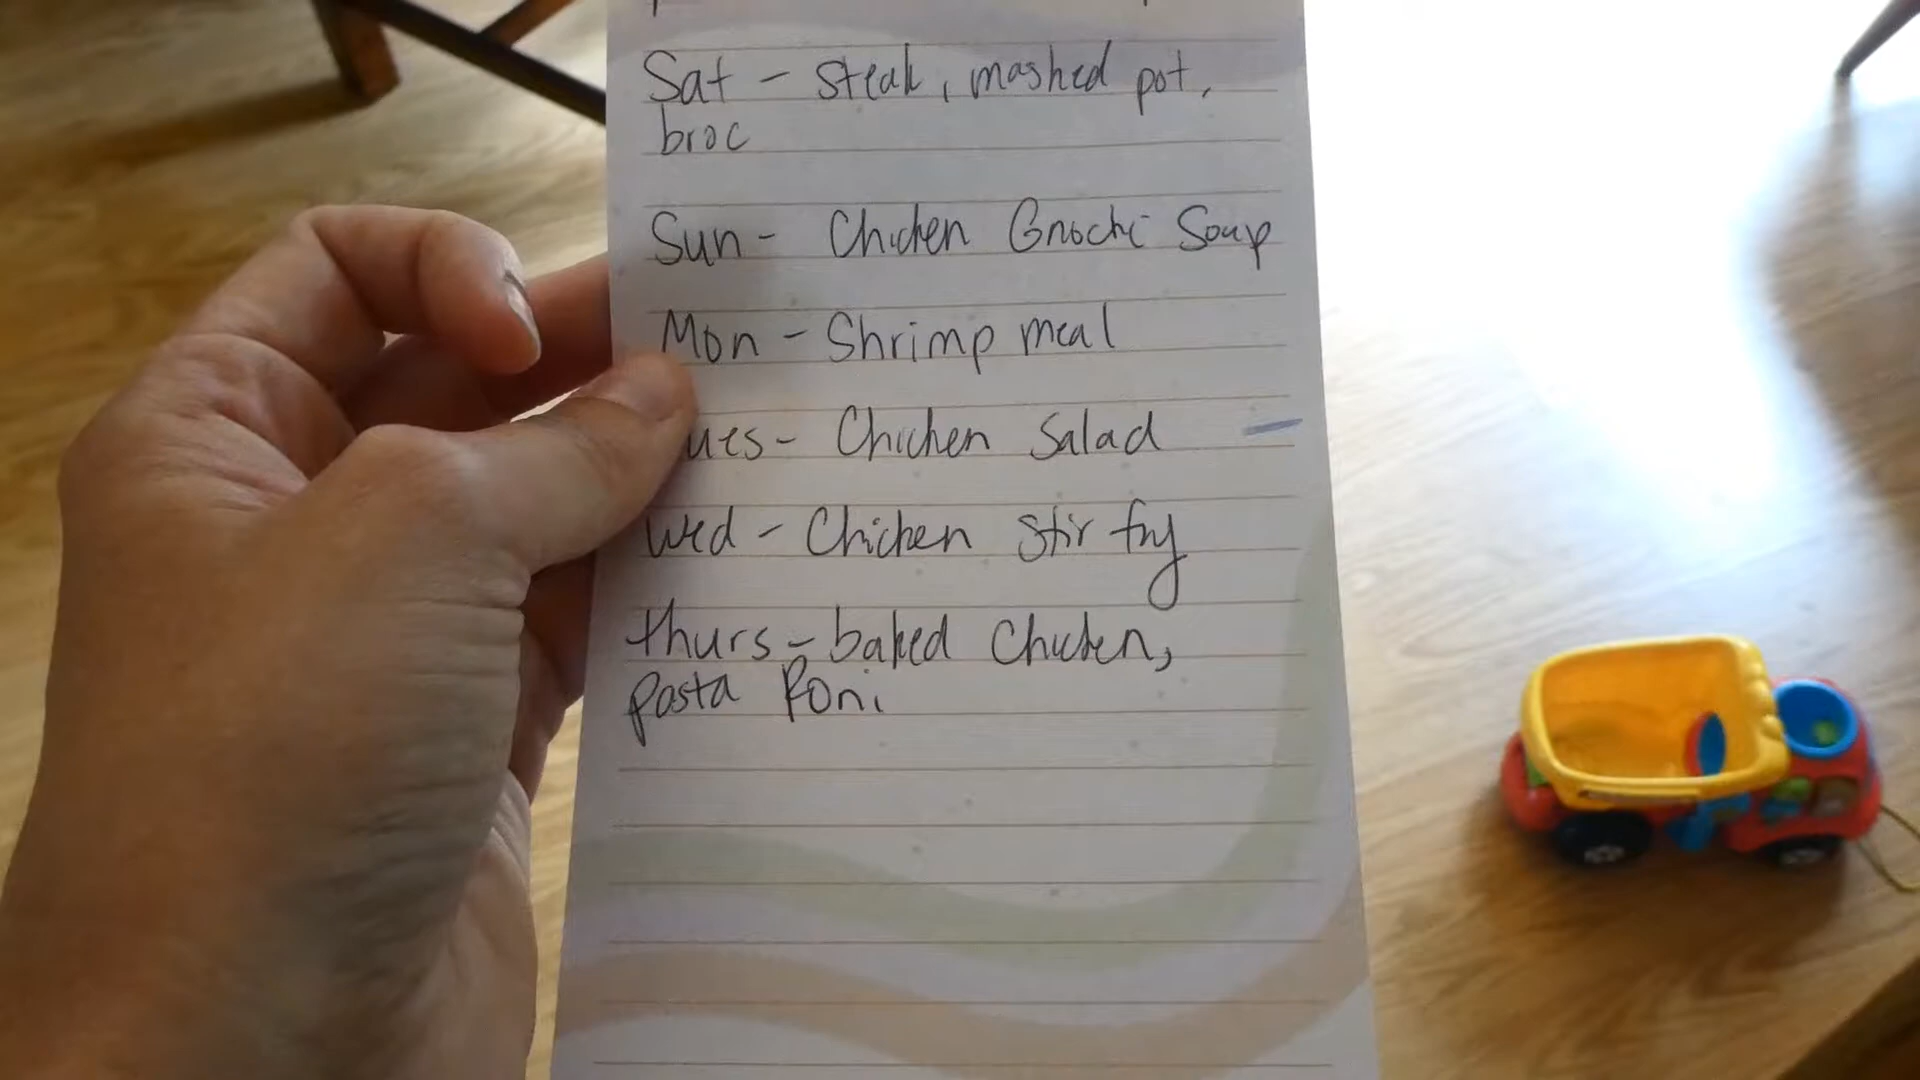 Sat - steak, mashed pot,
broc
Sun - Chicken Gnochi Soup
Mon - Shrimp meal
ues - Chicken Salad
Wed - Chicken stir fry
thurs - baked Chicken,
pasta Roni